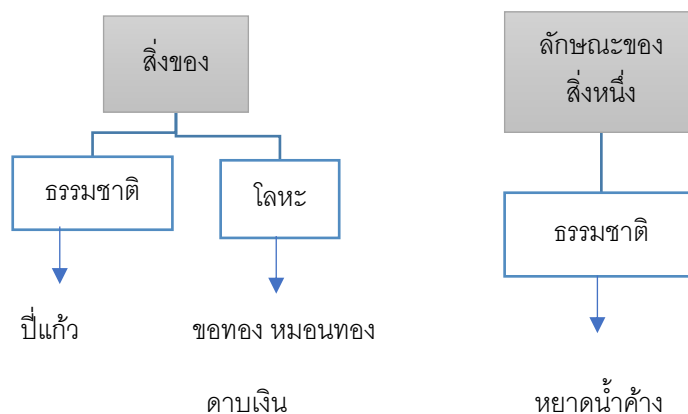 สิ่งของ
ธรรมชาติ
โลหะ
ปี่แก้ว
ขอทอง หมอนทอง
ดาบเงิน
ลักษณะของ
สิ่งหนึ่ง
ธรรมชาติ
หยาดน้ำค้าง